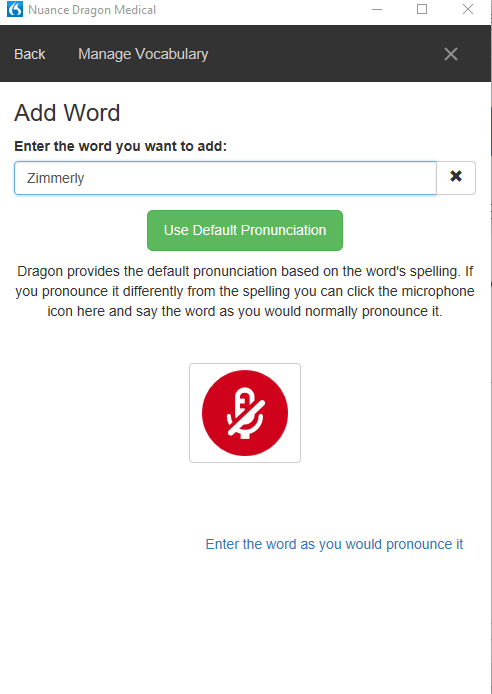 Nuance Dragon Medical
Back Manage Vocabulary
Add Word
Enter the word you want to add:
Zimmerly
Use Default Pronunciation
Dragon provides the default pronunciation based on the word's spelling. If
you pronounce it differently from the spelling you can click the microphone
icon here and say the word as you would normally pronounce it.
Enter the word as you would pronounce it